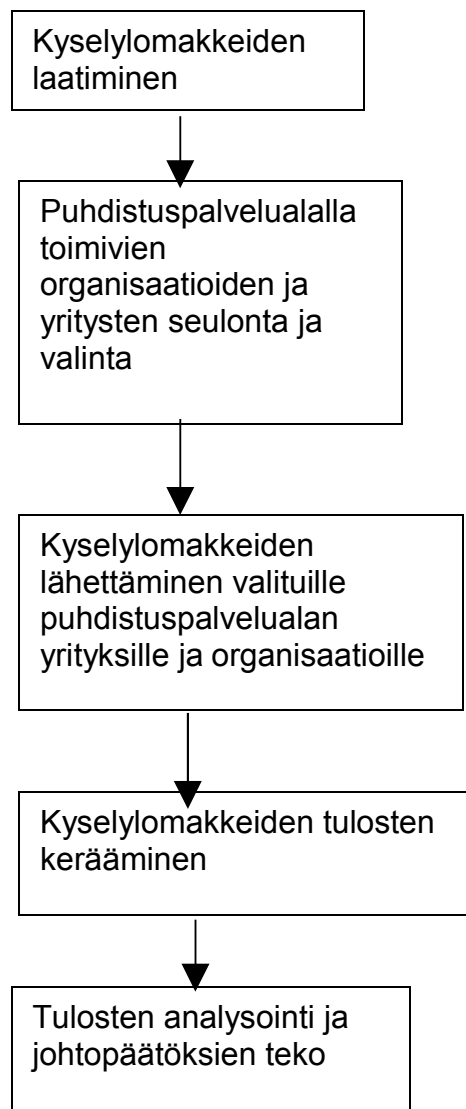 Kyselylomakkeiden
laatiminen
Puhdistuspalvelualalla
toimivien
organisaatioiden ja
yritysten seulonta ja
valinta
Kyselylomakkeiden
lähettäminen valituille
puhdistuspalvelualan
yrityksille ja organisaatioille
Kyselylomakkeiden tulosten
kerääminen
Tulosten analysointi ja
johtopäätöksien teko